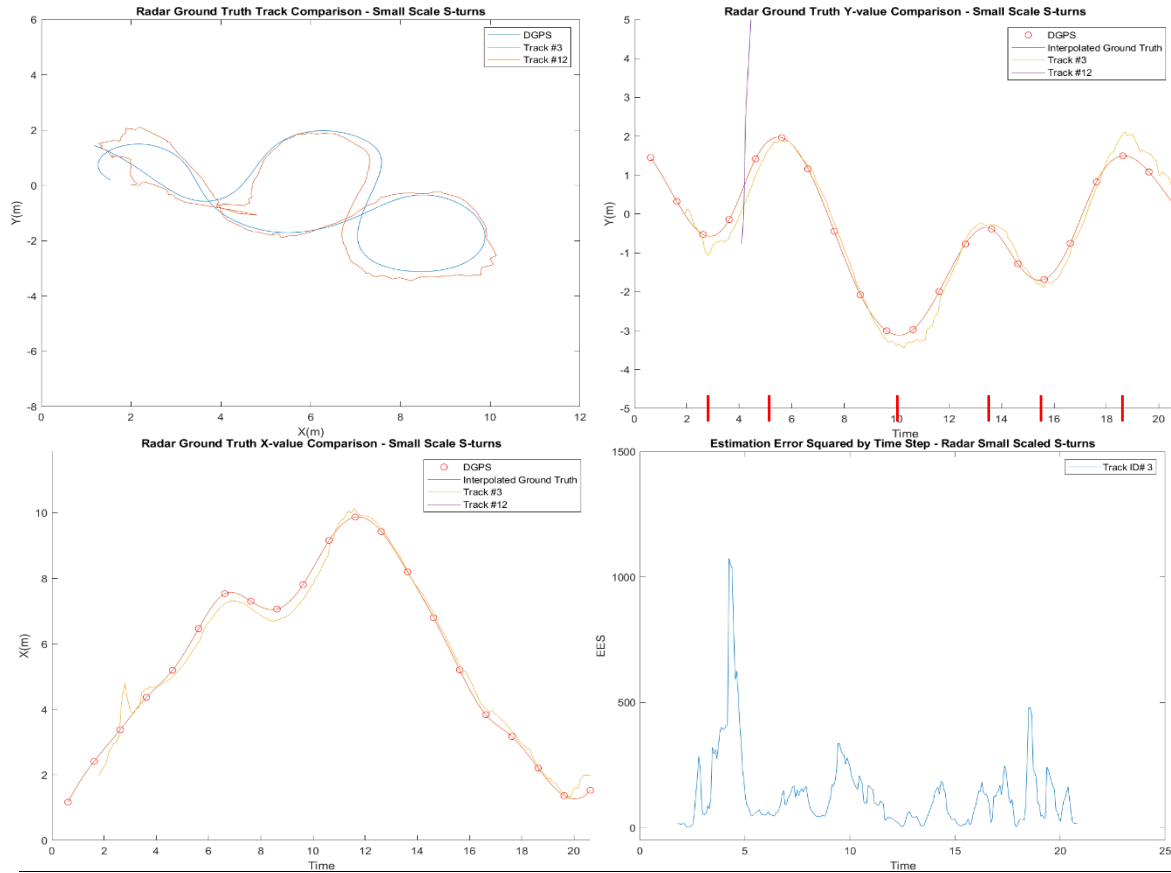 Radar Ground Truth Track Comparison - Small Scale S-turns
DGPS
Track #3
Track #12
6
4
2
0
-2
-4
-6
-8
Y(m)
0
2
4
6
8
10
12
X(m)
Radar Ground Truth Y-value Comparison - Small Scale S-turns
DGPS
Interpolated Ground Truth
Track #3
Track #12
5
4
3
2
1
0
-1
-2
-3
-4
-5
Y(m)
0
2
4
6
8
10
12
14
16
18
20
Time
Radar Ground Truth X-value Comparison - Small Scale S-turns
DGPS
Interpolated Ground Truth
Track #3
Track #12
10
8
6
4
2
0
X(m)
0
2
4
6
8
10
12
14
16
18
20
Time
Estimation Error Squared by Time Step - Radar Small Scaled S-turns
Track ID# 3
1500
1000
500
0
EES
0
5
10
15
20
25
Time